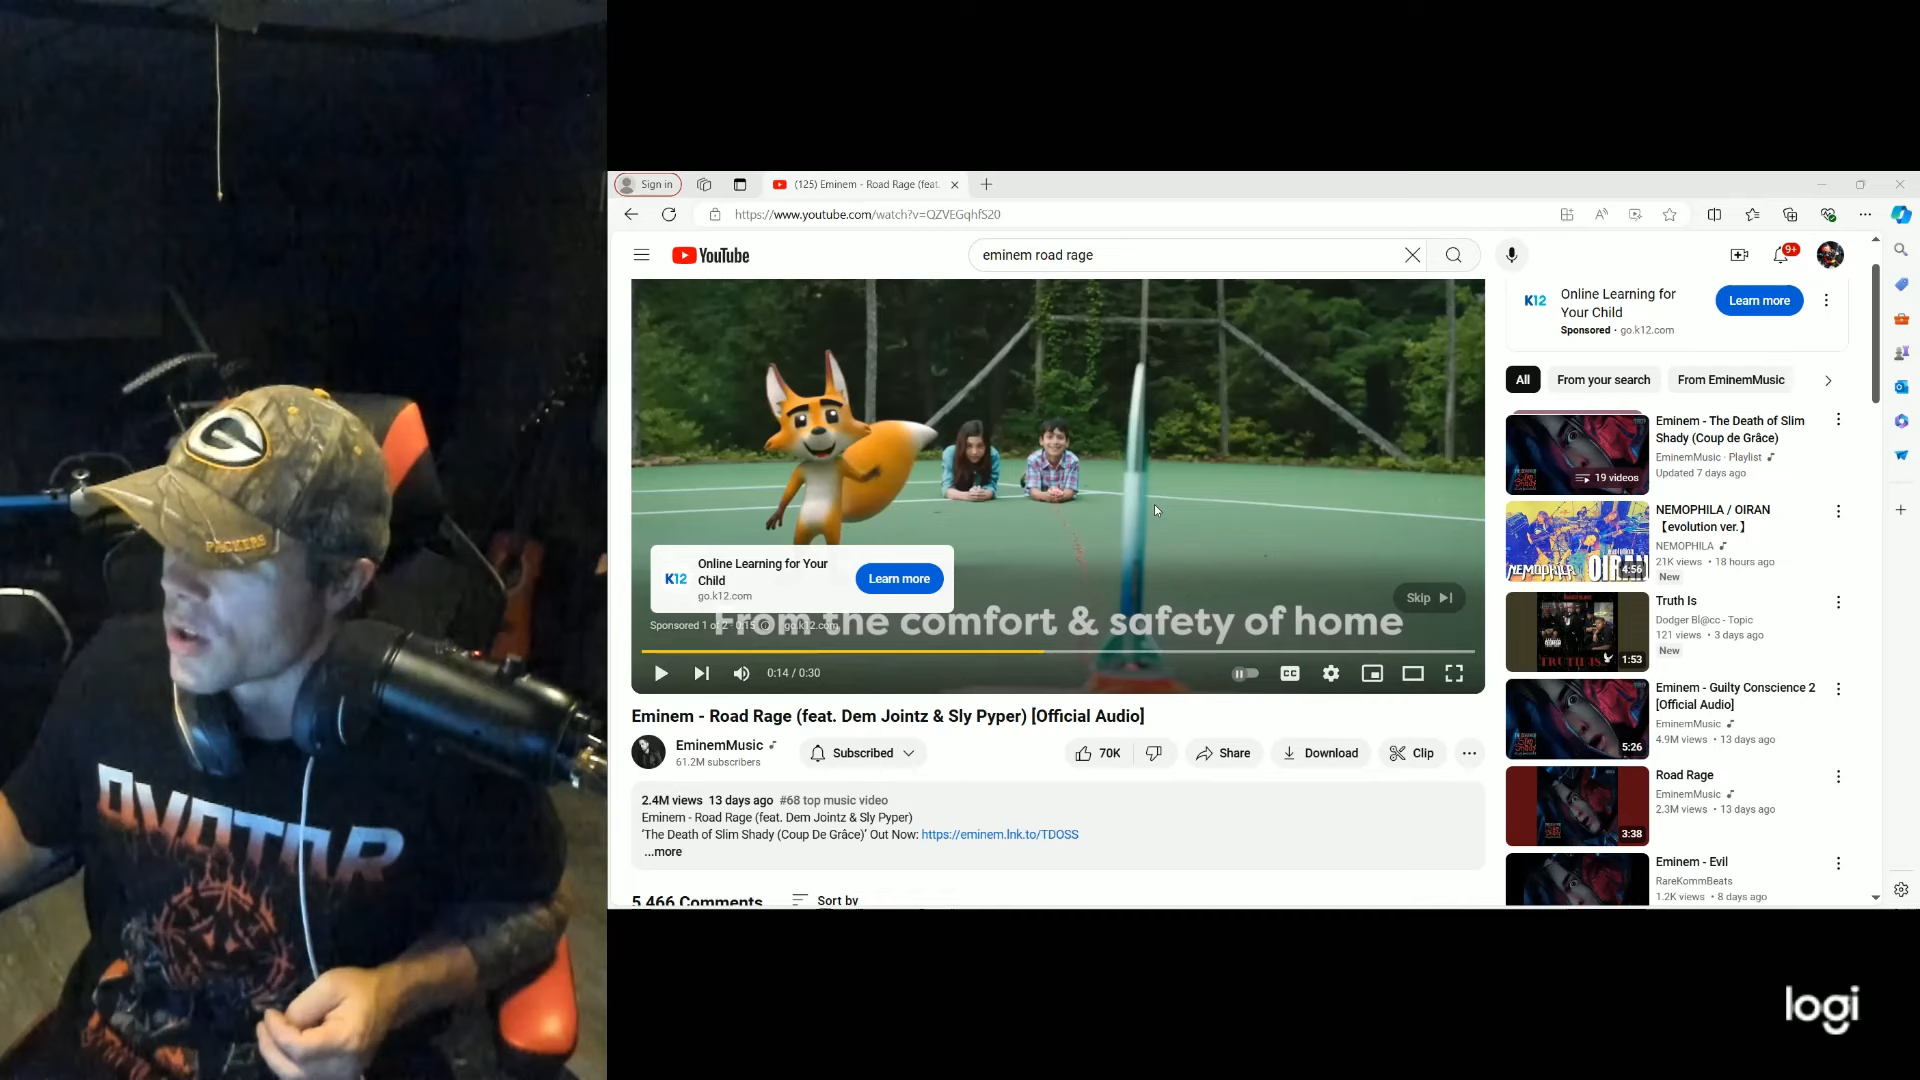 Sign in
(125) Eminem - Road Rage (feat.
https://www.youtube.com/watch?v=QZVEGqhfS20
YouTube
eminem road rage
9+
G
PACKERS
AVATAR
K12
Online Learning for
Your Child
Sponsored · go.k12.com
Learn more
K12
Online Learning for Your
Child
go.k12.com
Learn more
Skip
Sponsored 1 of 2 · 0:15
go.k12.com
From the comfort & safety of home
0:14 / 0:30
CC
Eminem - Road Rage (feat. Dem Jointz & Sly Pyper) [Official Audio]
EminemMusic
61.2M subscribers
Subscribed
70K
Share
Download
Clip
2.4M views 13 days ago #68 top music video
Eminem - Road Rage (feat. Dem Jointz & Sly Pyper)
'The Death of Slim Shady (Coup De Grâce)' Out Now: https://eminem.lnk.to/TDOSS
...more
5,466 Comments
Sort by
All
From your search
From EminemMusic
19 videos
Eminem - The Death of Slim
Shady (Coup de Grâce)
EminemMusic · Playlist
Updated 7 days ago
NEMOPHILA
OIRAN
4:56
NEMOPHILA / OIRAN
【evolution ver.】
NEMOPHILA
21K views • 18 hours ago
New
TRUTH IS
1:53
Truth Is
Dodger Bl@cc - Topic
121 views • 3 days ago
New
5:26
Eminem - Guilty Conscience 2
[Official Audio]
EminemMusic
4.9M views • 13 days ago
3:38
Road Rage
EminemMusic
2.3M views • 13 days ago
Eminem - Evil
RareKommBeats
1.2K views • 8 days ago
logi